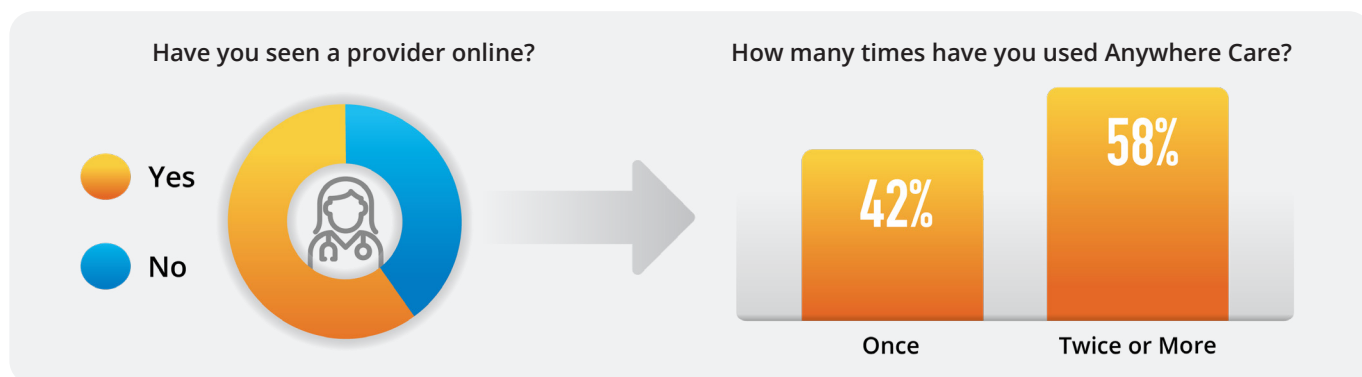 Have you seen a provider online?
Yes
No
How many times have you used Anywhere Care?
42%
58%
Once
Twice or More